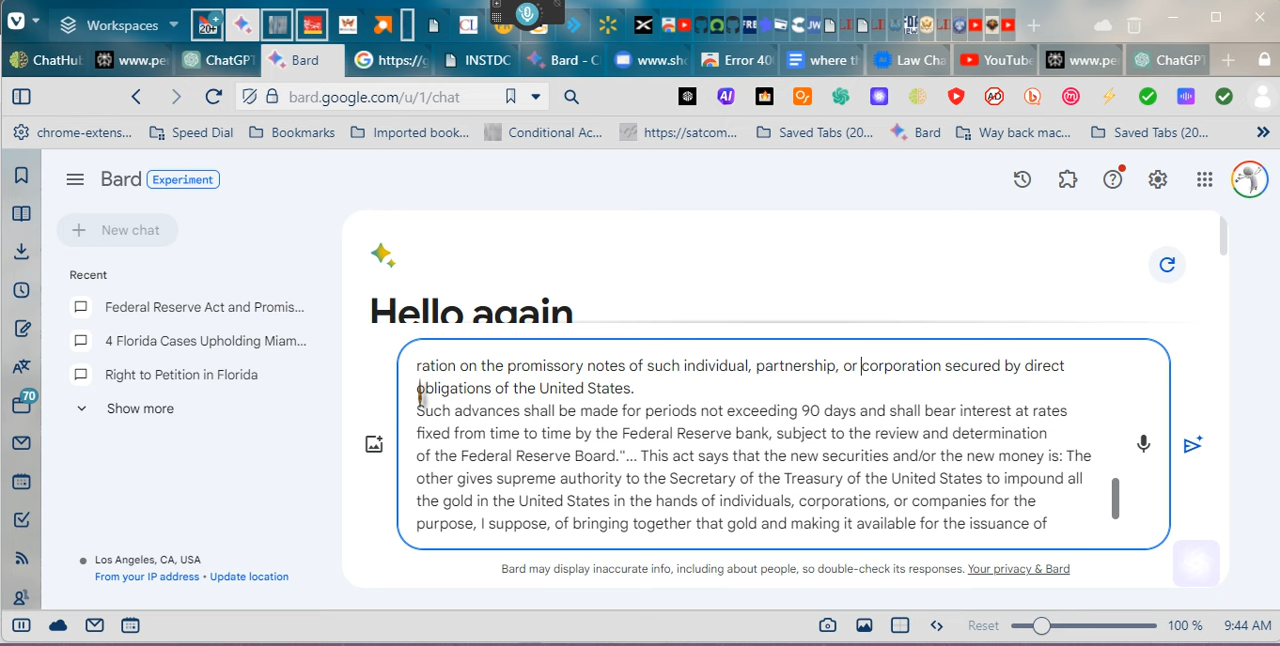 Workspaces
20+
CI
ChatHu
www.pe
ChatGP
Bard
https://g
INSTDC
Bard - C
www.sh
Error 40
where t
Law Cha
YouTube
www.pe
ChatGP
bard.google.com/u/1/chat
chrome-extens...
Speed Dial
Bookmarks
Imported book...
Conditional Ac...
https://satcom...
Saved Tabs (20...
Bard
Way back mac...
Saved Tabs (20...
Bard
Experiment
New chat
Recent
Federal Reserve Act and Promis...
4 Florida Cases Upholding Miam...
Right to Petition in Florida
Show more
70
Los Angeles, CA, USA
From your IP address • Update location
Hello again
ration on the promissory notes of such individual, partnership, or corporation secured by direct
obligations of the United States.
Such advances shall be made for periods not exceeding 90 days and shall bear interest at rates
fixed from time to time by the Federal Reserve bank, subject to the review and determination
of the Federal Reserve Board."... This act says that the new securities and/or the new money is: The
other gives supreme authority to the Secretary of the Treasury of the United States to impound all
the gold in the United States in the hands of individuals, corporations, or companies for the
purpose, I suppose, of bringing together that gold and making it available for the issuance of
Bard may display inaccurate info, including about people, so double-check its responses. Your privacy & Bard
Reset
100 %
9:44 AM